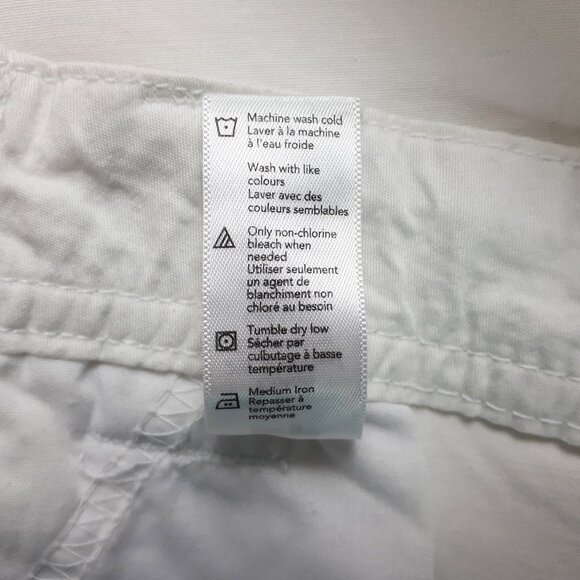 Machine wash cold
Laver à la machine
à l'eau froide
Wash with like
colours
Laver avec des
couleurs semblables
Only non-chlorine
bleach when
needed
Utiliser seulement
un agent de
blanchiment non
chloré au besoin
Tumble dry low
Sécher par
culbutage à basse
température
Medium Iron
Repasser à
température
moyenne